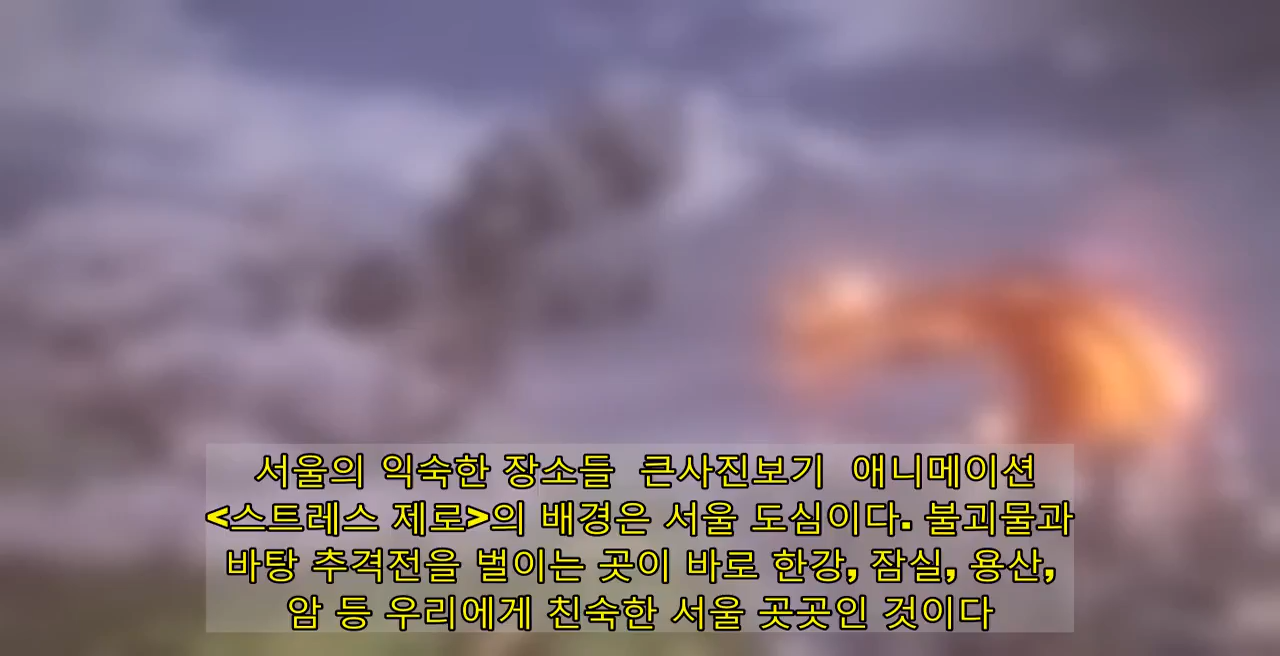 서울의 익숙한 장소들  큰사진보기  애니메이션
<스트레스 제로>의 배경은 서울 도심이다. 불괴물과
바탕 추격전을 벌이는 곳이 바로 한강, 잠실, 용산,
암 등 우리에게 친숙한 서울 곳곳인 것이다